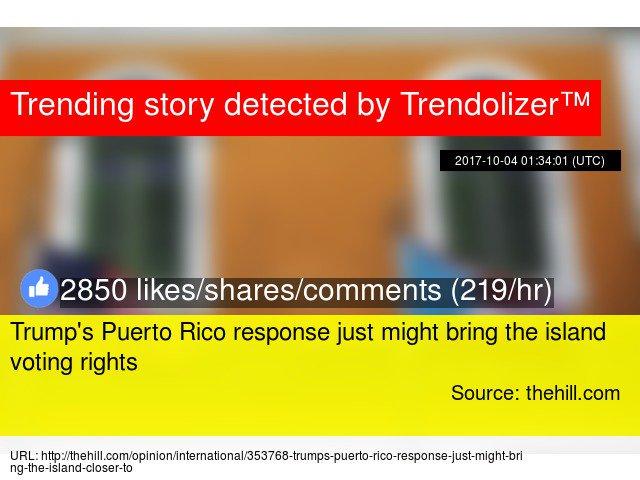 Trending story detected by Trendolizer™
2017-10-04 01:34:01 (UTC)
2850 likes/shares/comments (219/hr)
Trump's Puerto Rico response just might bring the island
voting rights
Source: thehill.com
URL: http://thehill.com/opinion/international/353768-trumps-puerto-rico-response-just-might-bri
ng-the-island-closer-to